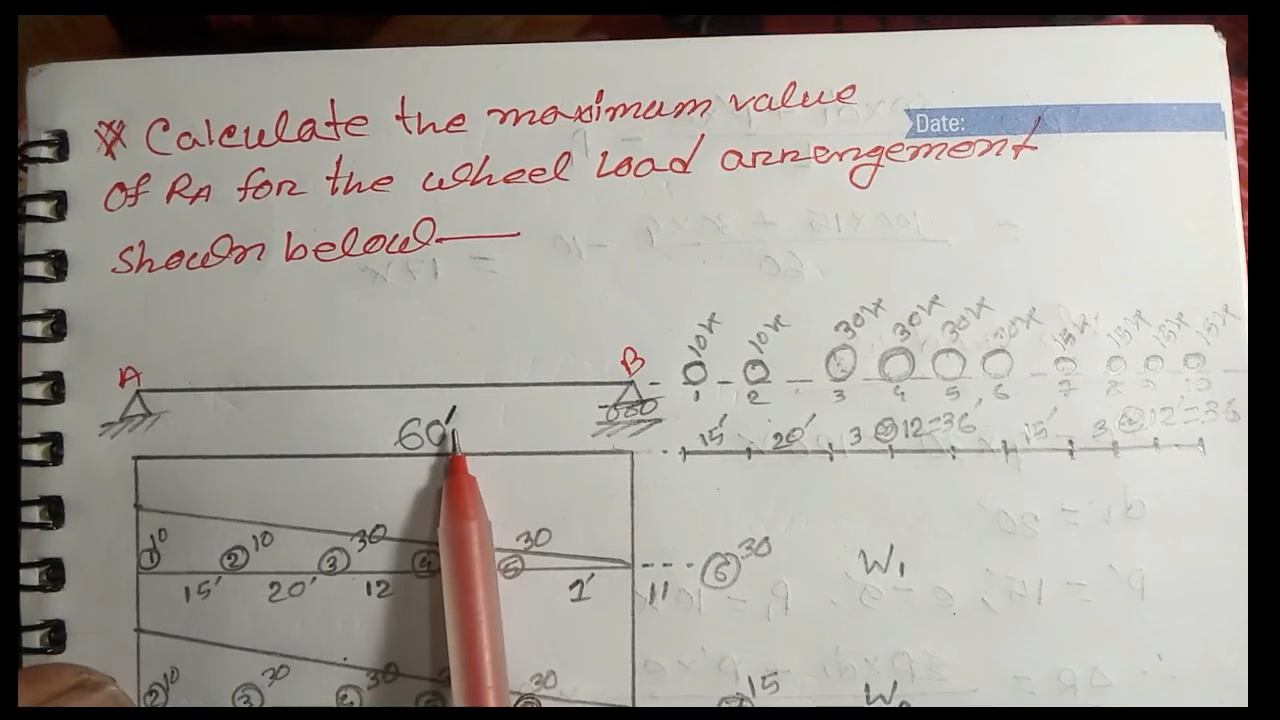 Calculate the maximum value
Date:
of RA for the wheel load arrengement
shown below
A
B
10k 10k 30k 30k 30k 30k 15k 15k 15k 15k
1 2 3 4 5 6 7 8 9 10
60'
15' 20' 3@12=36' 15' 3@12'=36
① 10 ② 10 ③ 30 ④ ⑤ 30 ⑥ 30 W1
15' 20' 12 1' 11
② 10 ③ 30 30 30 15 W